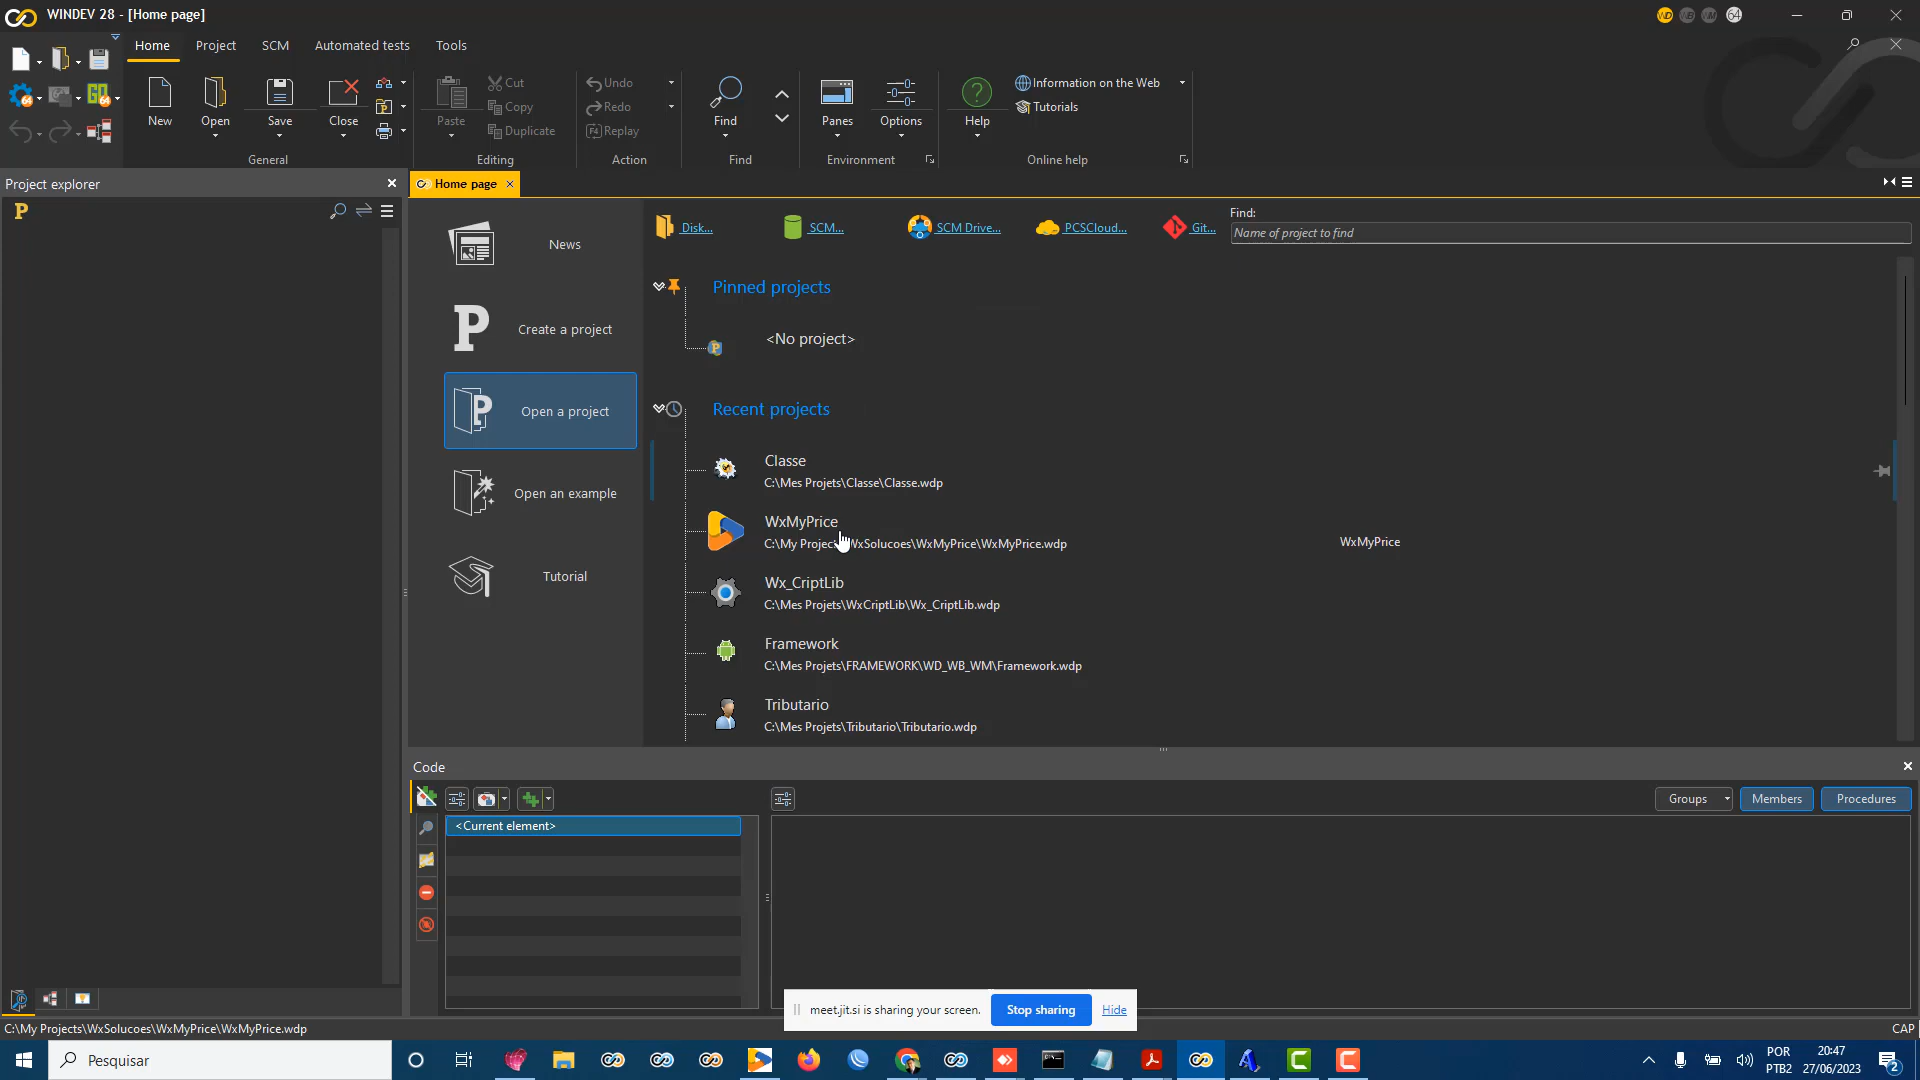 WINDEV 28 - [Home page]
Home
Project
SCM
Automated tests
Tools
New
Open
Save
Close
General
Paste
Cut
Copy
Duplicate
Editing
Undo
Redo
Replay
Action
Find
Find
Panes
Options
Environment
Help
Information on the Web
Tutorials
Online help
Project explorer
Home page
News
Create a project
Open a project
Open an example
Tutorial
Disk...
SCM...
SCM Drive...
PCSCloud...
Git...
Find:
Name of project to find
Pinned projects
<No project>
Recent projects
Classe
C:\Mes Projets\Classe\Classe.wdp
WxMyPrice
C:\My Projects\WxSolucoes\WxMyPrice\WxMyPrice.wdp
WxMyPrice
Wx_CriptLib
C:\Mes Projets\WxCriptLib\Wx_CriptLib.wdp
Framework
C:\Mes Projets\FRAMEWORK\WD_WB_WM\Framework.wdp
Tributario
C:\Mes Projets\Tributario\Tributario.wdp
Code
Groups
Members
Procedures
<Current element>
meet.jit.si is sharing your screen.
Stop sharing
Hide
C:\My Projects\WxSolucoes\WxMyPrice\WxMyPrice.wdp
CAP
Pesquisar
POR
PTB2
20:47
27/06/2023
2